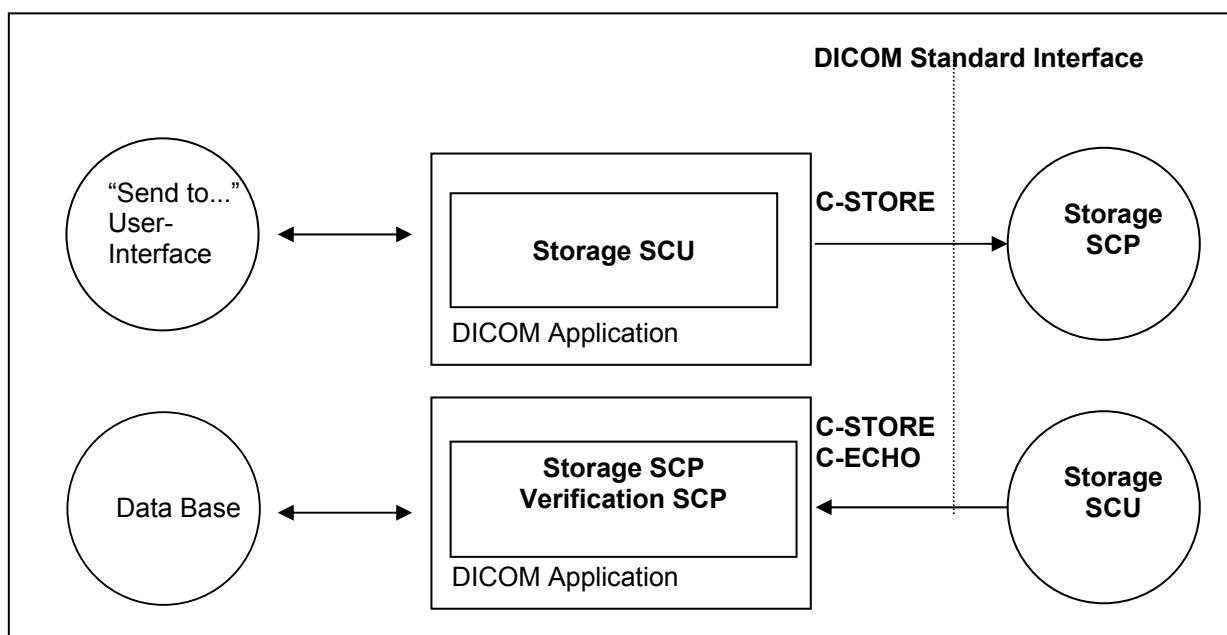 DICOM Standard Interface
“Send to...”
User-
Interface
Storage SCU
DICOM Application
C-STORE
Storage
SCP
Data Base
Storage SCP
Verification SCP
DICOM Application
C-STORE
C-ECHO
Storage
SCU